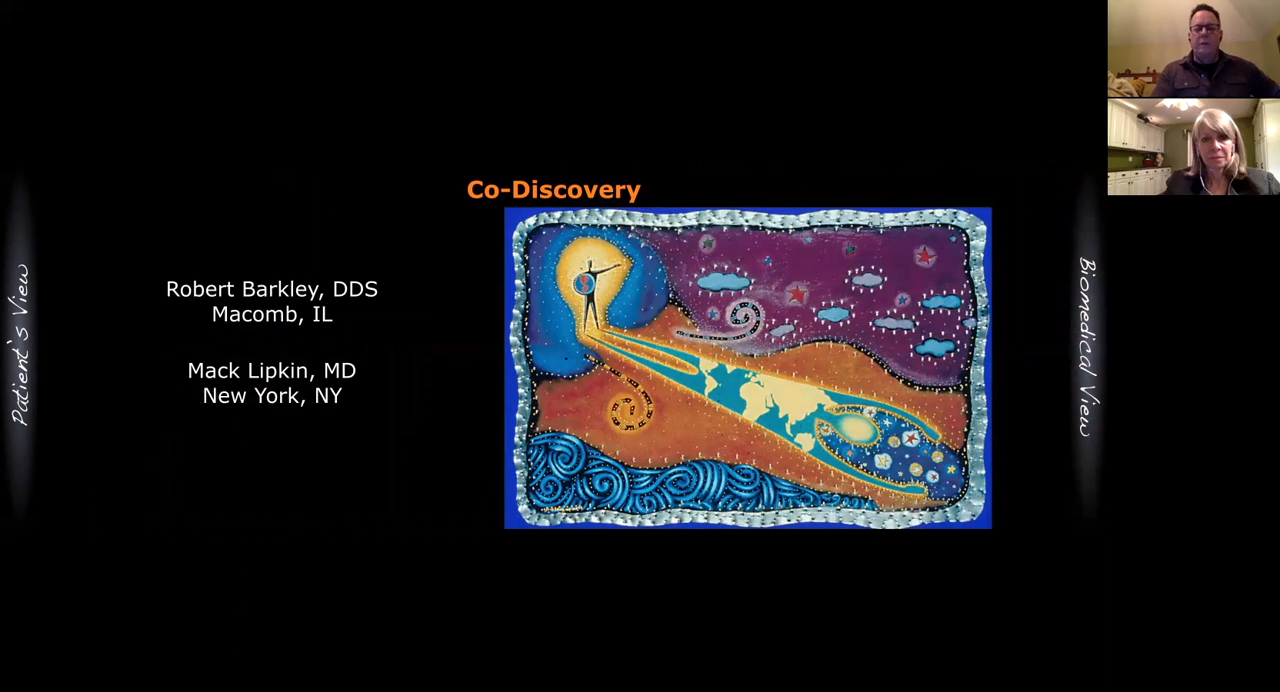 Co-Discovery
Patient`s View
Robert Barkley, DDS
Macomb, IL
Mack Lipkin, MD
New York, NY
Biomedical View